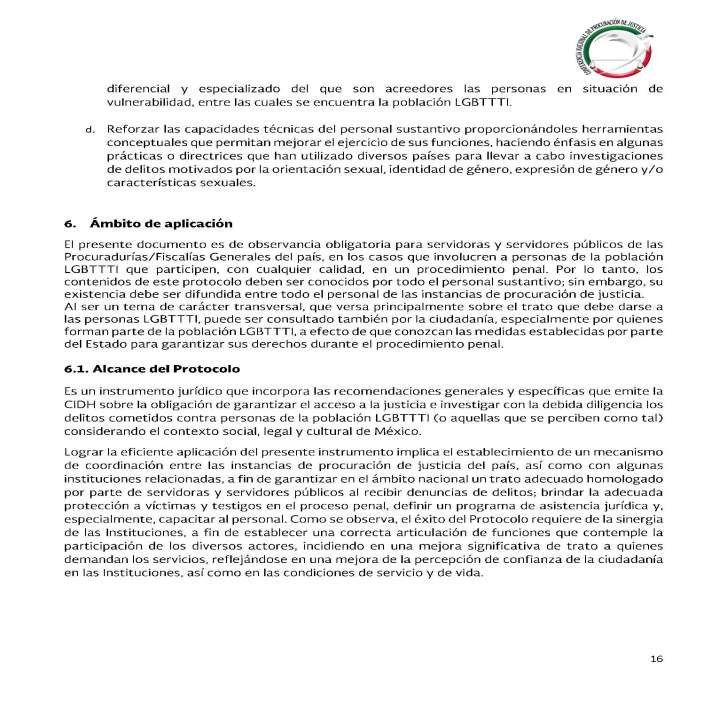 CONFERENCIA NACIONAL DE PROCURACIÓN DE JUSTICIA
diferencial y especializado del que son acreedores las personas en situación de
vulnerabilidad, entre las cuales se encuentra la población LGBTTTI.
d. Reforzar las capacidades técnicas del personal sustantivo proporcionándoles herramientas
conceptuales que permitan mejorar el ejercicio de sus funciones, haciendo énfasis en algunas
prácticas o directrices que han utilizado diversos países para llevar a cabo investigaciones
de delitos motivados por la orientación sexual, identidad de género, expresión de género y/o
características sexuales.
6. Ámbito de aplicación
El presente documento es de observancia obligatoria para servidoras y servidores públicos de las
Procuradurías/Fiscalías Generales del país, en los casos que involucren a personas de la población
LGBTTTI que participen, con cualquier calidad, en un procedimiento penal. Por lo tanto, los
contenidos de este protocolo deben ser conocidos por todo el personal sustantivo; sin embargo, su
existencia debe ser difundida entre todo el personal de las instancias de procuración de justicia.
Al ser un tema de carácter transversal, que versa principalmente sobre el trato que debe darse a
las personas LGBTTTI, puede ser consultado también por la ciudadanía, especialmente por quienes
forman parte de la población LGBTTTI, a efecto de que conozcan las medidas establecidas por parte
del Estado para garantizar sus derechos durante el procedimiento penal.
6.1. Alcance del Protocolo
Es un instrumento jurídico que incorpora las recomendaciones generales y específicas que emite la
CIDH sobre la obligación de garantizar el acceso a la justicia e investigar con la debida diligencia los
delitos cometidos contra personas de la población LGBTTTI (o aquellas que se perciben como tal)
considerando el contexto social, legal y cultural de México.
Lograr la eficiente aplicación del presente instrumento implica el establecimiento de un mecanismo
de coordinación entre las instancias de procuración de justicia del país, así como con algunas
instituciones relacionadas, a fin de garantizar en el ámbito nacional un trato adecuado homologado
por parte de servidoras y servidores públicos al recibir denuncias de delitos; brindar la adecuada
protección a víctimas y testigos en el proceso penal, definir un programa de asistencia jurídica y,
especialmente, capacitar al personal. Como se observa, el éxito del Protocolo requiere de la sinergia
de las Instituciones, a fin de establecer una correcta articulación de funciones que contemple la
participación de los diversos actores, incidiendo en una mejora significativa de trato a quienes
demandan los servicios, reflejándose en una mejora de la percepción de confianza de la ciudadanía
en las Instituciones, así como en las condiciones de servicio y de vida.
16